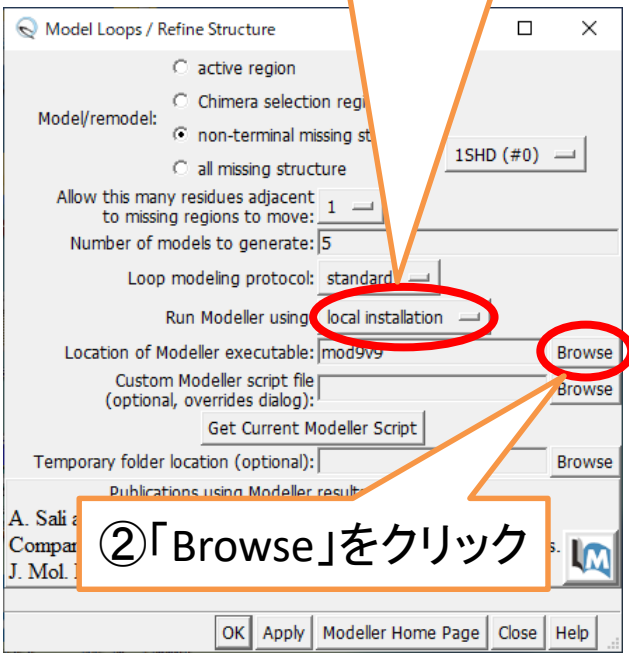 Model Loops / Refine Structure
active region
Chimera selection regi
Model/remodel:
non-terminal missing st
1SHD (#0)
all missing structure
Allow this many residues adjacent
to missing regions to move: 1
Number of models to generate: 5
Loop modeling protocol: standard
Run Modeller using local installation
Location of Modeller executable: mod9v9 Browse
Custom Modeller script file
(optional, overrides dialog): Browse
Get Current Modeller Script
Temporary folder location (optional): Browse
Publications using Modeller results
A. Sali a
Compar s.
J. Mol.
②「Browse」をクリック
OK Apply Modeller Home Page Close Help